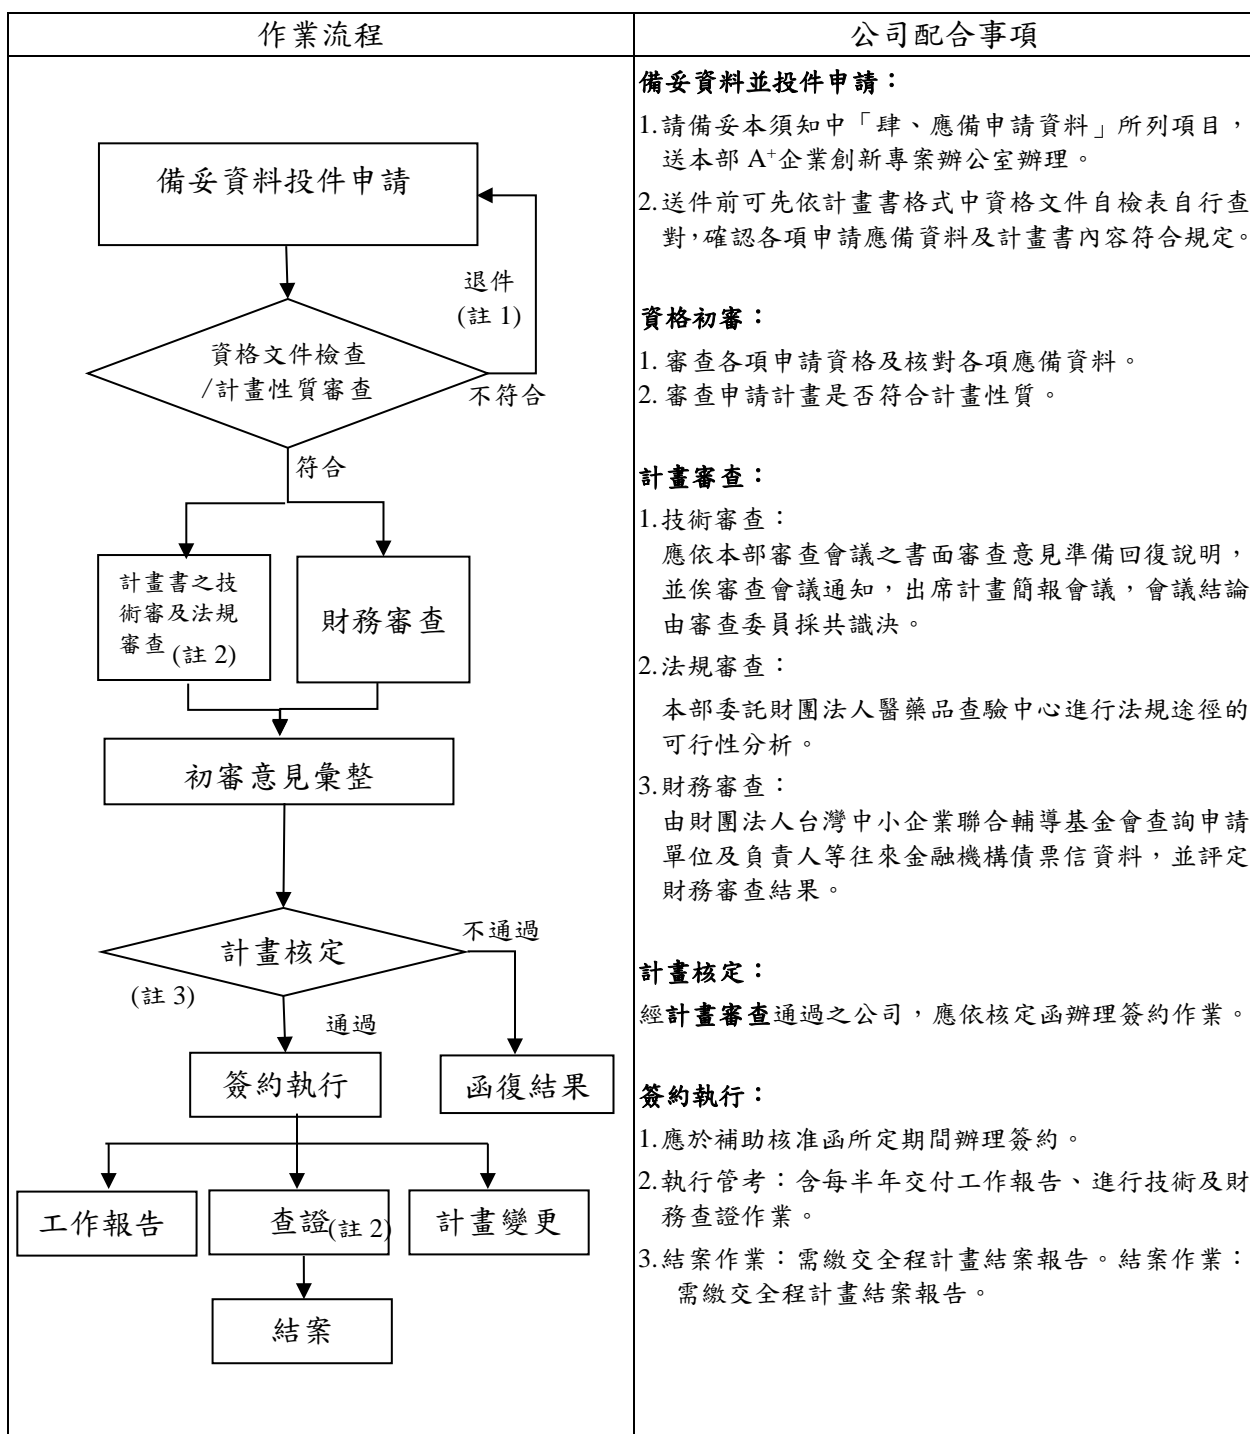 作業流程
公司配合事項
備妥資料投件申請
退件
(註 1)
資格文件檢查
/計畫性質審查
不符合
符合
計畫書之技
術審及法規
審查(註 2)
財務審查
初審意見彙整
計畫核定
不通過
(註 3)
通過
簽約執行
函復結果
工作報告
查證(註 2)
計畫變更
結案
備妥資料並投件申請：
1.請備妥本須知中「肆、應備申請資料」所列項目，
送本部 A⁺企業創新專案辦公室辦理。
2.送件前可先依計畫書格式中資格文件自檢表自行查
對，確認各項申請應備資料及計畫書內容符合規定。
資格初審：
1. 審查各項申請資格及核對各項應備資料。
2. 審查申請計畫是否符合計畫性質。
計畫審查：
1.技術審查：
應依本部審查會議之書面審查意見準備回復說明，
並俟審查會議通知，出席計畫簡報會議，會議結論
由審查委員採共識決。
2.法規審查：
本部委託財團法人醫藥品查驗中心進行法規途徑的
可行性分析。
3.財務審查：
由財團法人台灣中小企業聯合輔導基金會查詢申請
單位及負責人等往來金融機構債票信資料，並評定
財務審查結果。
計畫核定：
經計畫審查通過之公司，應依核定函辦理簽約作業。
簽約執行：
1.應於補助核准函所定期間辦理簽約。
2.執行管考：含每半年交付工作報告、進行技術及財
務查證作業。
3.結案作業：需繳交全程計畫結案報告。結案作業：
需繳交全程計畫結案報告。